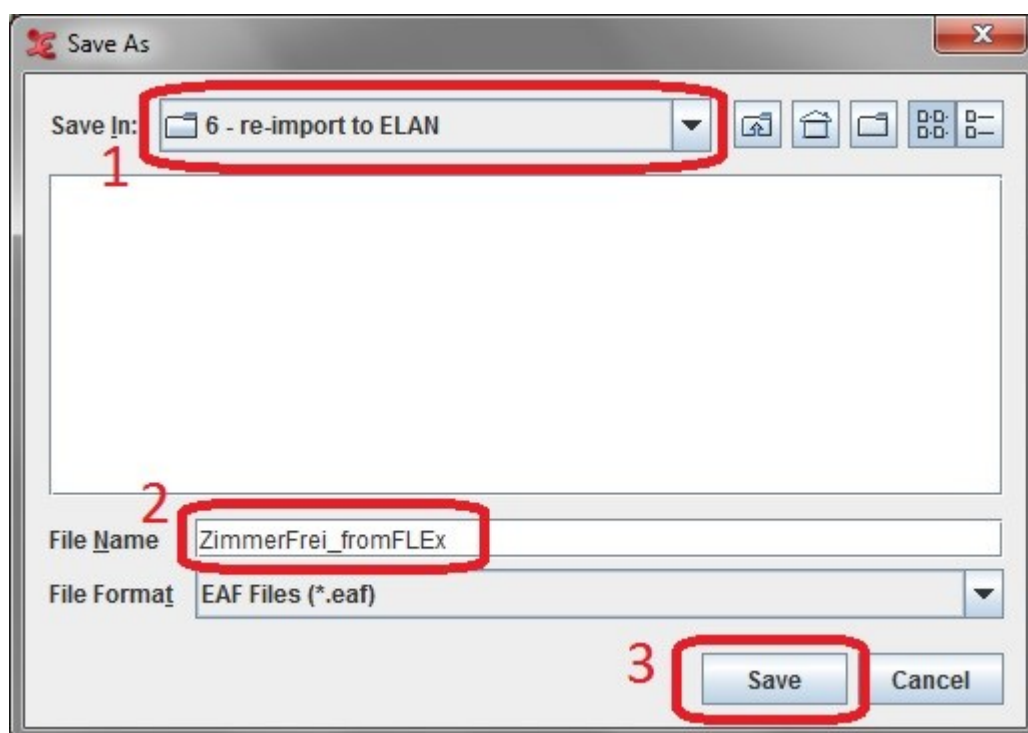 Save As
Save In: 6 - re-import to ELAN
1
2
File Name ZimmerFrei_fromFLEx
File Format EAF Files (*.eaf)
3
Save Cancel